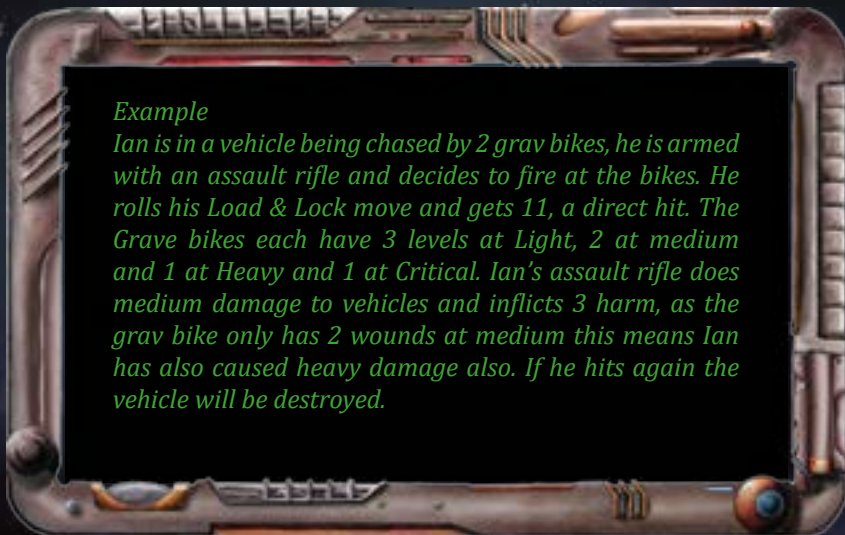 Example
Ian is in a vehicle being chased by 2 grav bikes, he is armed
with an assault rifle and decides to fire at the bikes. He
rolls his Load & Lock move and gets 11, a direct hit. The
Grave bikes each have 3 levels at Light, 2 at medium
and 1 at Heavy and 1 at Critical. Ian’s assault rifle does
medium damage to vehicles and inflicts 3 harm, as the
grav bike only has 2 wounds at medium this means Ian
has also caused heavy damage also. If he hits again the
vehicle will be destroyed.